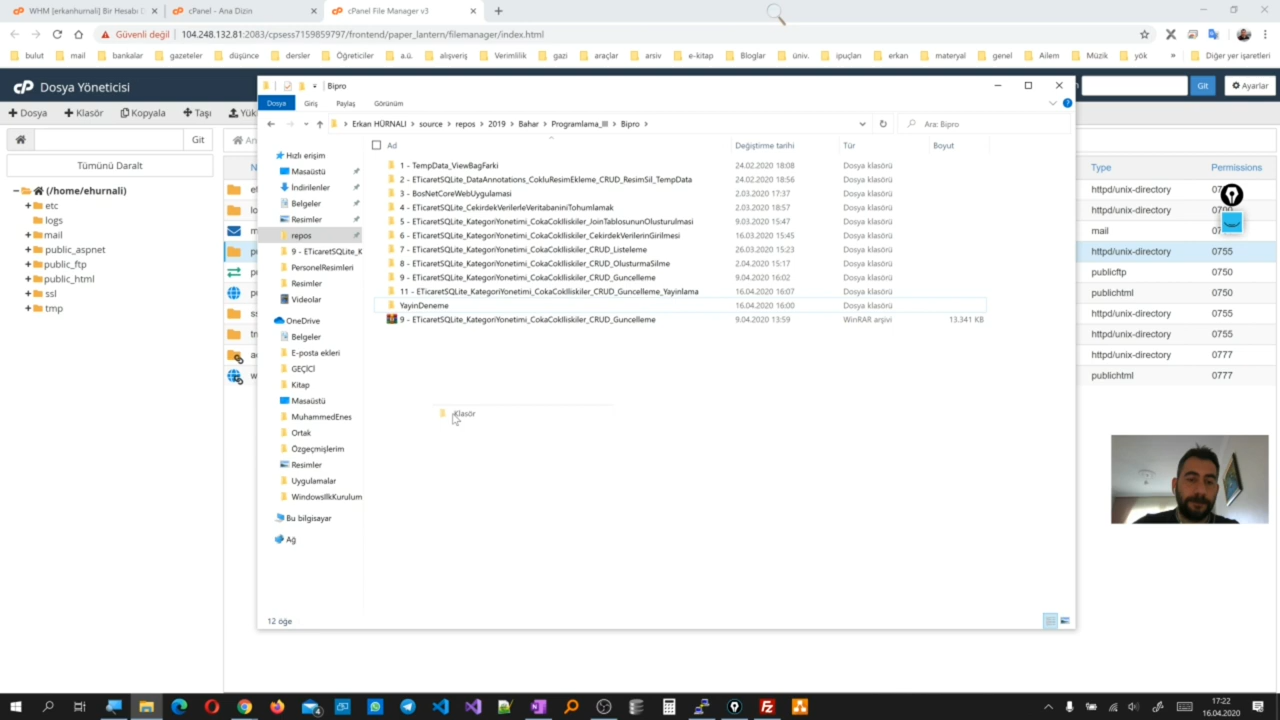 WHM [erkanhurnali] Bir Hesabı D
cPanel - Ana Dizin
cPanel File Manager v3
Güvenli değil
104.248.132.81:2083/cpsess7159859797/frontend/paper_lantern/filemanager/index.html
bulut
mail
bankalar
gazeteler
düşünce
dersler
Öğreticiler
a.ü.
alışveriş
Verimlilik
gazi
araçlar
arsiv
e-kitap
Bloglar
üniv.
ipuçları
erkan
materyal
genel
Ailem
Müzik
yök
»
Diğer yer işaretleri
cP Dosya Yöneticisi
Git
Ayarlar
Dosya
Klasör
Kopyala
Taşı
Git
Tümünü Daralt
(/home/ehurnali)
etc
logs
mail
public_aspnet
public_ftp
public_html
ssl
tmp
Bipro
Dosya
Giriş
Paylaş
Görünüm
Erkan HÜRNALI > source > repos > 2019 > Bahar > Programlama_III > Bipro >
Ara: Bipro
Ad Değiştirme tarihi Tür Boyut
1 - TempData_ViewBagFarki 24.02.2020 18:08 Dosya klasörü
2 - ETicaretSQLite_DataAnnotations_CokluResimEkleme_CRUD_ResimSil_TempData 24.02.2020 18:56 Dosya klasörü
3 - BosNetCoreWebUygulamasi 2.03.2020 17:37 Dosya klasörü
4 - ETicaretSQLite_CekirdekVerilerleVeritabaniniTohumlamak 2.03.2020 18:57 Dosya klasörü
5 - ETicaretSQLite_KategoriYonetimi_CokaCokIliskiler_JoinTablosununOlusturulmasi 9.03.2020 15:47 Dosya klasörü
6 - ETicaretSQLite_KategoriYonetimi_CokaCokIliskiler_CekirdekVerilerinGirilmesi 16.03.2020 15:45 Dosya klasörü
7 - ETicaretSQLite_KategoriYonetimi_CokaCokIliskiler_CRUD_Listeleme 26.03.2020 15:23 Dosya klasörü
8 - ETicaretSQLite_KategoriYonetimi_CokaCokIliskiler_CRUD_OlusturmaSilme 2.04.2020 15:17 Dosya klasörü
9 - ETicaretSQLite_KategoriYonetimi_CokaCokIliskiler_CRUD_Guncelleme 9.04.2020 16:02 Dosya klasörü
11 - ETicaretSQLite_KategoriYonetimi_CokaCokIliskiler_CRUD_Guncelleme_Yayinlama 16.04.2020 16:07 Dosya klasörü
YayinDeneme 16.04.2020 16:00 Dosya klasörü
9 - ETicaretSQLite_KategoriYonetimi_CokaCokIliskiler_CRUD_Guncelleme 9.04.2020 13:59 WinRAR arşivi 13.341 KB
Klasör
Hızlı erişim
Masaüstü
İndirilenler
Belgeler
Resimler
repos
9 - ETicaretSQLite_K
PersonelResimleri
Resimler
Videolar
OneDrive
Belgeler
E-posta ekleri
GEÇİCİ
Kitap
Masaüstü
MuhammedEnes
Ortak
Özgeçmişlerim
Resimler
Uygulamalar
WindowsIlkKurulum
Bu bilgisayar
Ağ
12 öğe
Type Permissions
httpd/unix-directory
httpd/unix-directory
mail
httpd/unix-directory 0755
publicftp 0750
publichtml 0750
httpd/unix-directory 0755
httpd/unix-directory 0755
httpd/unix-directory 0777
publichtml 0777
17:22
16.04.2020